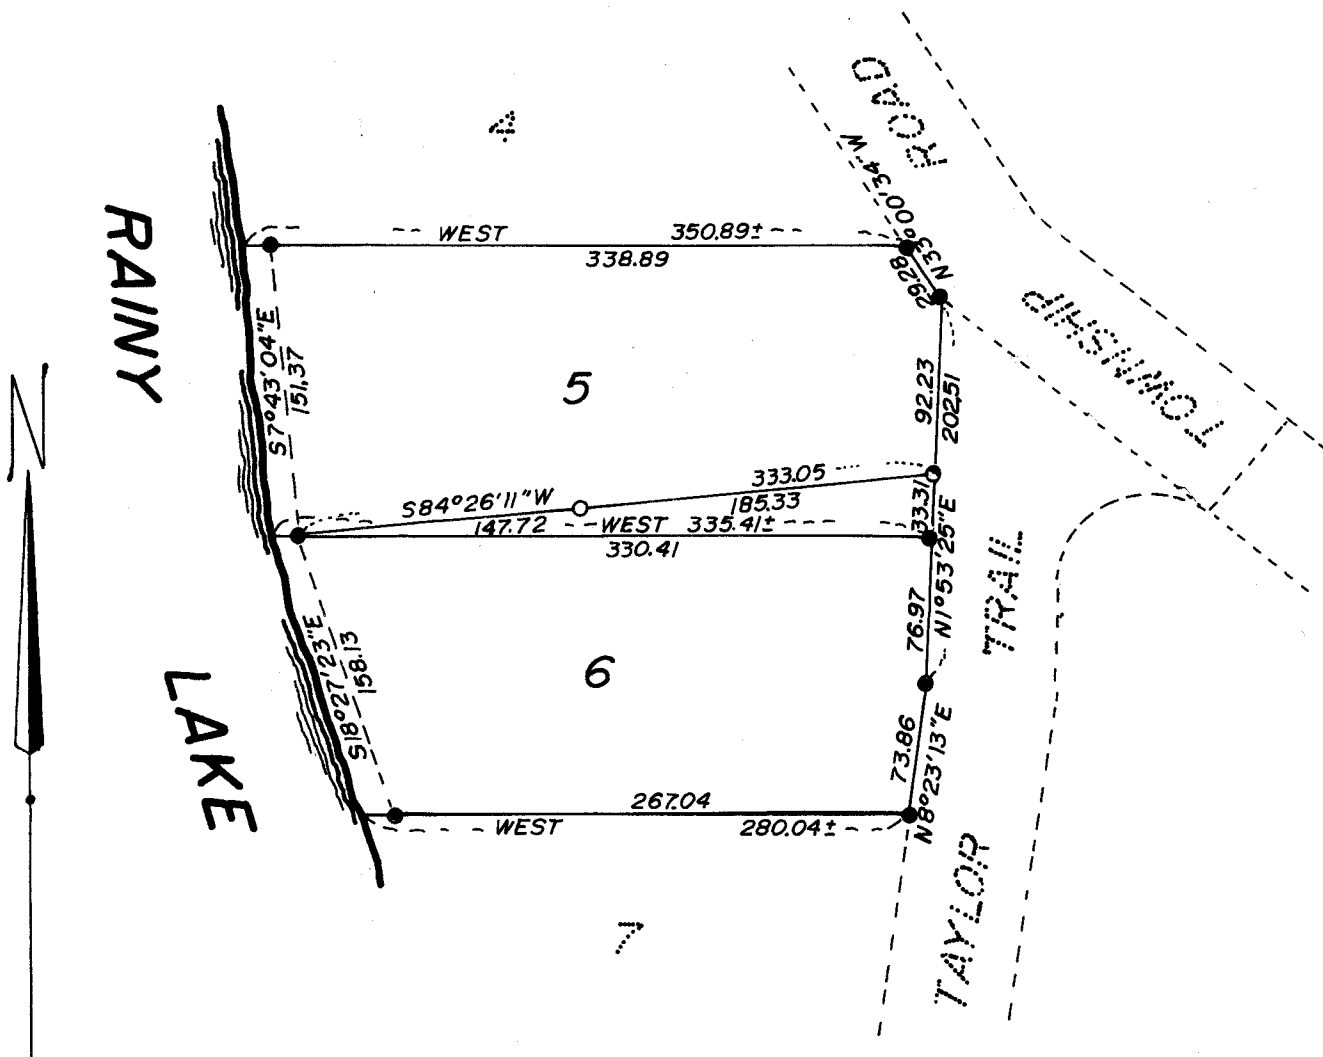 4
ROAD
N33°00'34"W
29.28
WEST 350.89±
338.89
RAINY
TOWNSHIP
S7°43'04"E
151.37
5
92.23
202.51
N
333.05
S84°26'11"W
185.33
147.72
33.31
WEST 335.41±
330.41
N1°53'25"E
TRAIL
76.97
S18°27'23"E
158.13
6
LAKE
73.86
N8°23'13"E
267.04
WEST 280.04±
TAYLOR
7